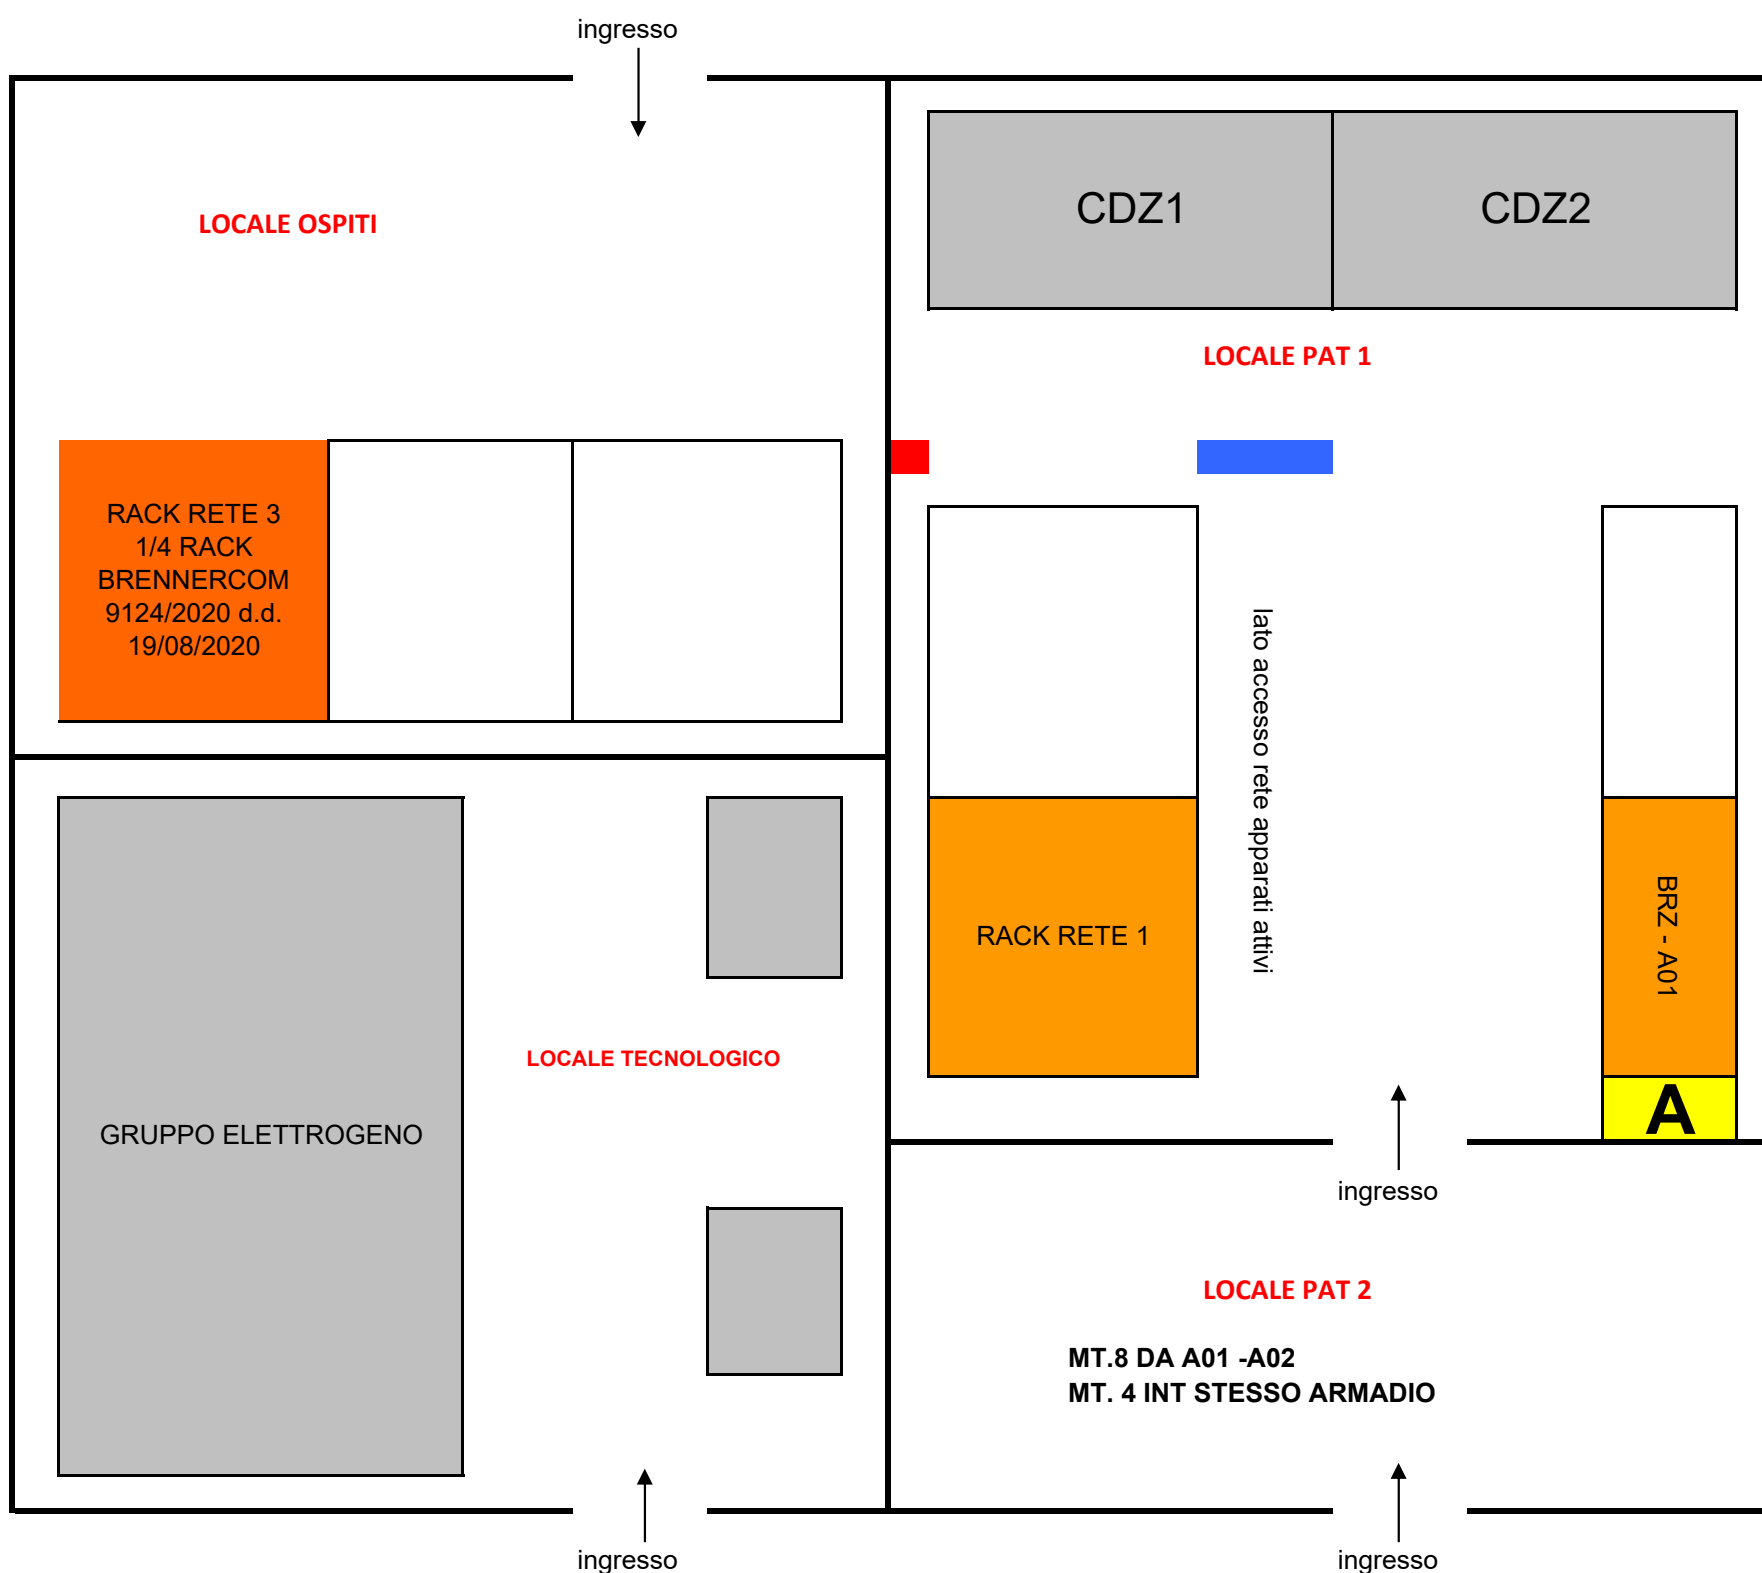 ingresso
CDZ1
CDZ2
LOCALE OSPITI
LOCALE PAT 1
RACK RETE 3
1/4 RACK
BRENNERCOM
9124/2020 d.d.
19/08/2020
lato accesso rete apparati attivi
RACK RETE 1
BRZ - A01
A
LOCALE TECNOLOGICO
GRUPPO ELETTROGENO
ingresso
LOCALE PAT 2
MT.8 DA A01 -A02
MT. 4 INT STESSO ARMADIO
ingresso
ingresso